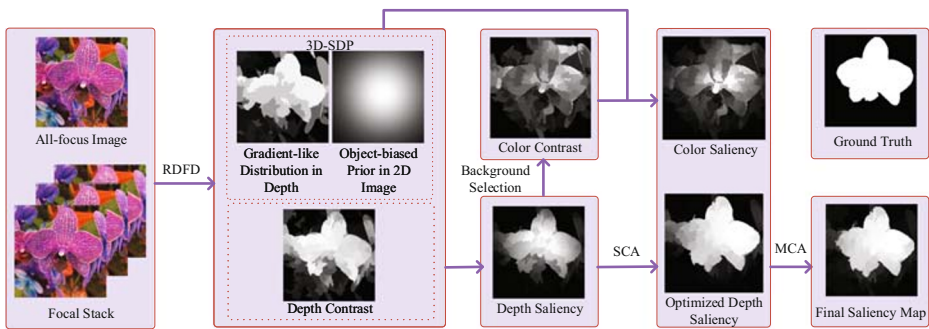 All-focus Image
Focal Stack
RDFD
3D-SDP
Gradient-like
Distribution in
Depth
Object-biased
Prior in 2D
Image
Depth Contrast
Color Contrast
Background
Selection
Depth Saliency
SCA
Color Saliency
Optimized Depth
Saliency
MCA
Ground Truth
Final Saliency Map